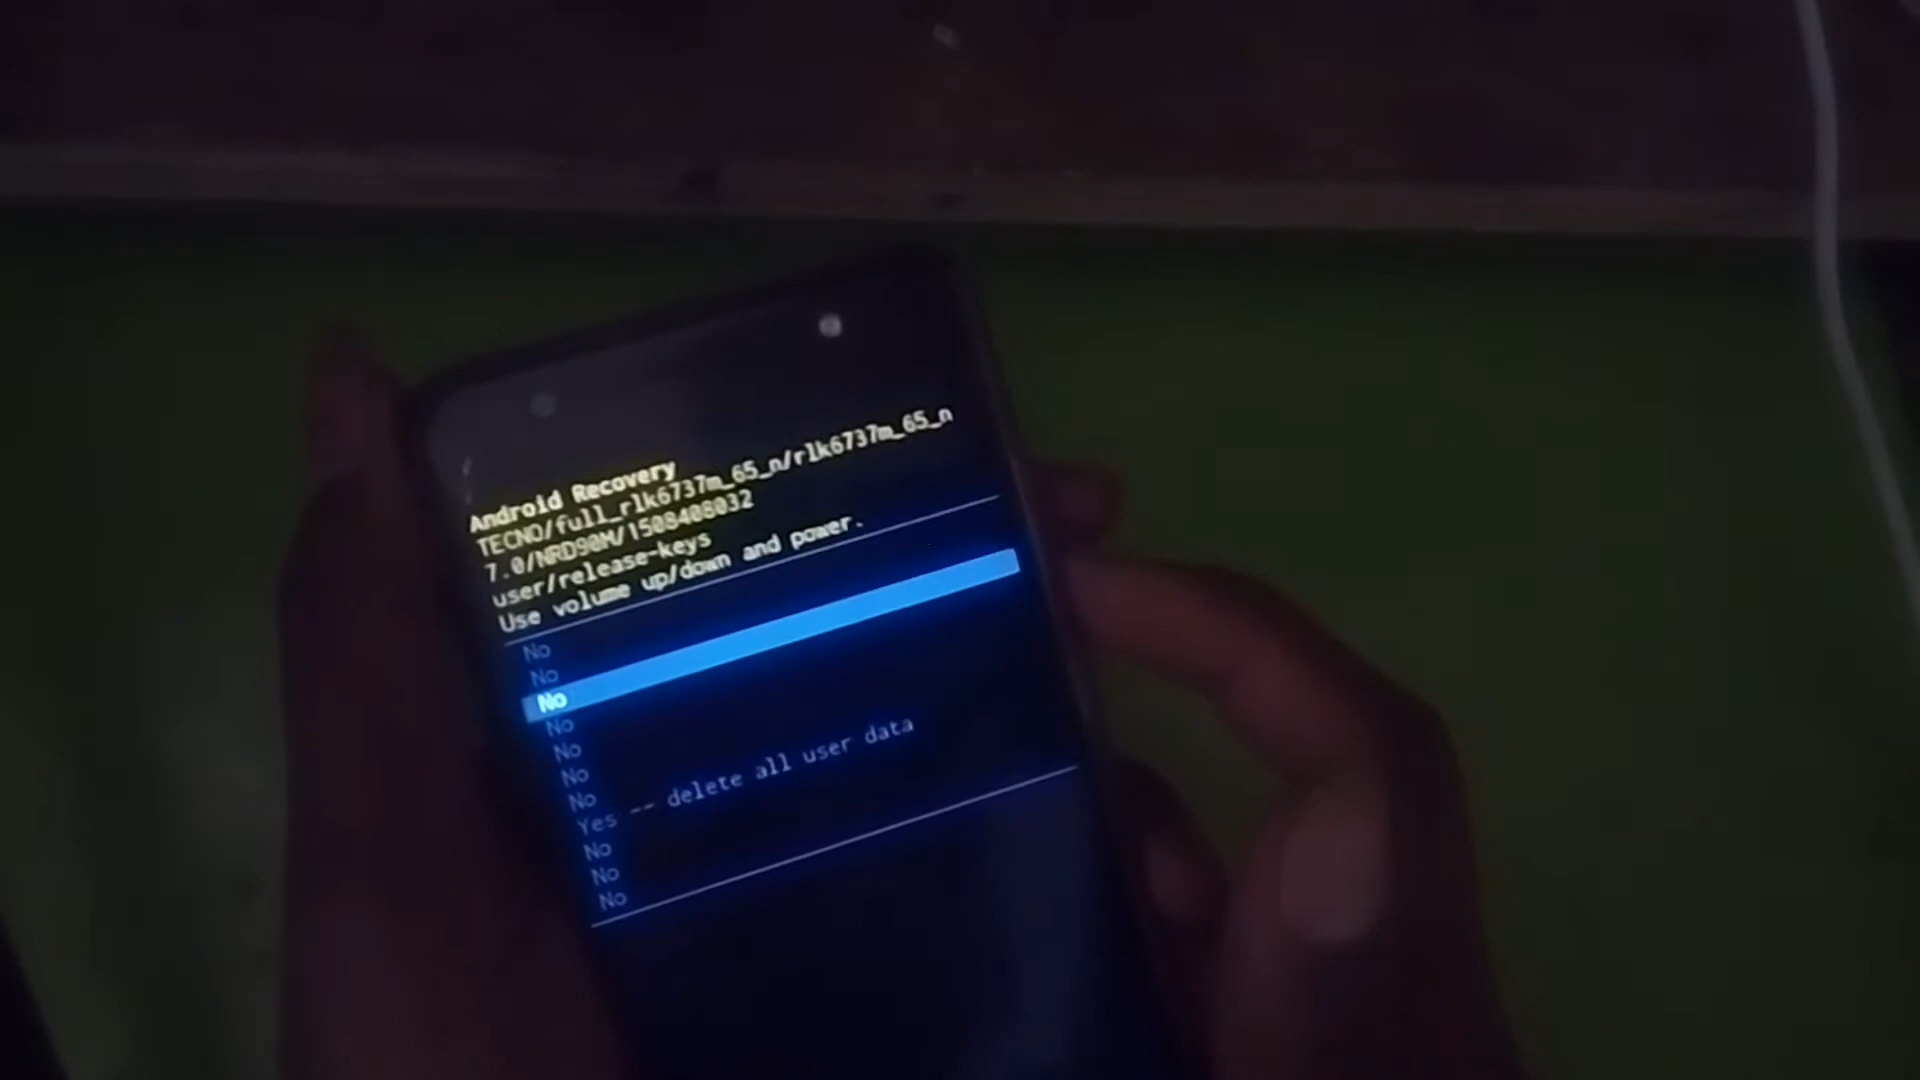 Android Recovery
TECNO/full_rlk6737m_65_n/rlk6737m_65_n
7.0/NRD90M/1508408032
user/release-keys
Use volume up/down and power.
No
No
No
No
No
No
No
Yes -- delete all user data
No
No
No